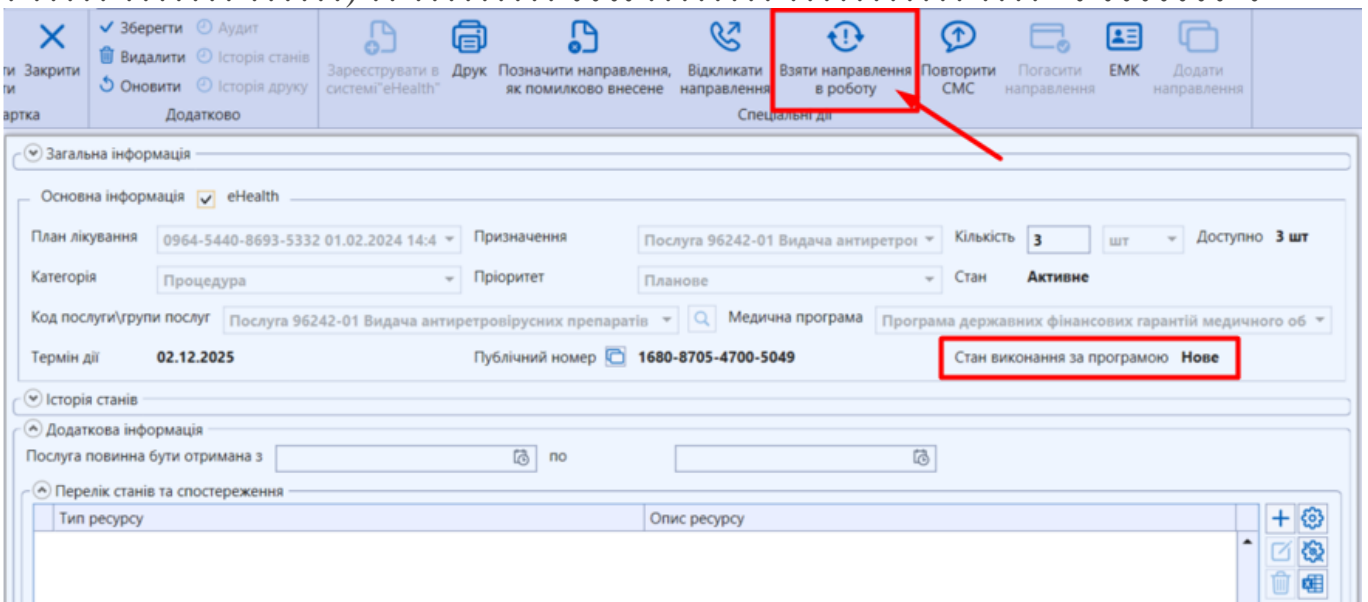 Зберегти Аудит
ти Закрити Видалити Історія станів Зареєструвати в Друк Позначити направлення, Відкликати Взяти направлення Повторити Погасити ЕМК Додати
ти Оновити Історія друку системі"eHealth" як помилково внесене направлення в роботу СМС направлення направлення
артка Додатково Спеціальні дії
Загальна інформація
Основна інформація eHealth
План лікування 0964-5440-8693-5332 01.02.2024 14:4 Призначення Послуга 96242-01 Видача антиретрої Кількість 3 шт Доступно 3 шт
Категорія Процедура Пріоритет Планове Стан Активне
Код послуги\групи послуг Послуга 96242-01 Видача антиретровірусних препаратів Медична програма Програма державних фінансових гарантій медичного об
Термін дії 02.12.2025 Публічний номер 1680-8705-4700-5049 Стан виконання за програмою Нове
Історія станів
Додаткова інформація
Послуга повинна бути отримана з по
Перелік станів та спостереження
Тип ресурсу Опис ресурсу